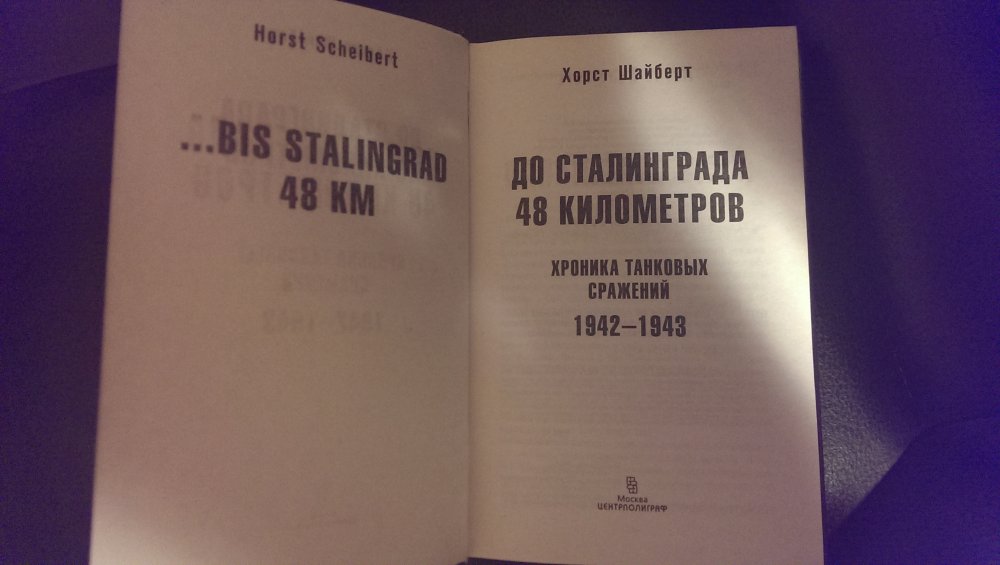 Horst Scheibert
...BIS STALINGRAD
48 KM
Хорст Шайберт
ДО СТАЛИНГРАДА
48 КИЛОМЕТРОВ
ХРОНИКА ТАНКОВЫХ
СРАЖЕНИЙ
1942–1943
Москва
ЦЕНТРПОЛИГРАФ